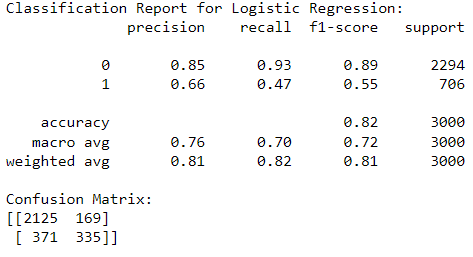 Classification Report for Logistic Regression:
precision recall f1-score support
0 0.85 0.93 0.89 2294
1 0.66 0.47 0.55 706
accuracy 0.82 3000
macro avg 0.76 0.70 0.72 3000
weighted avg 0.81 0.82 0.81 3000
Confusion Matrix:
[[2125 169]
[ 371 335]]